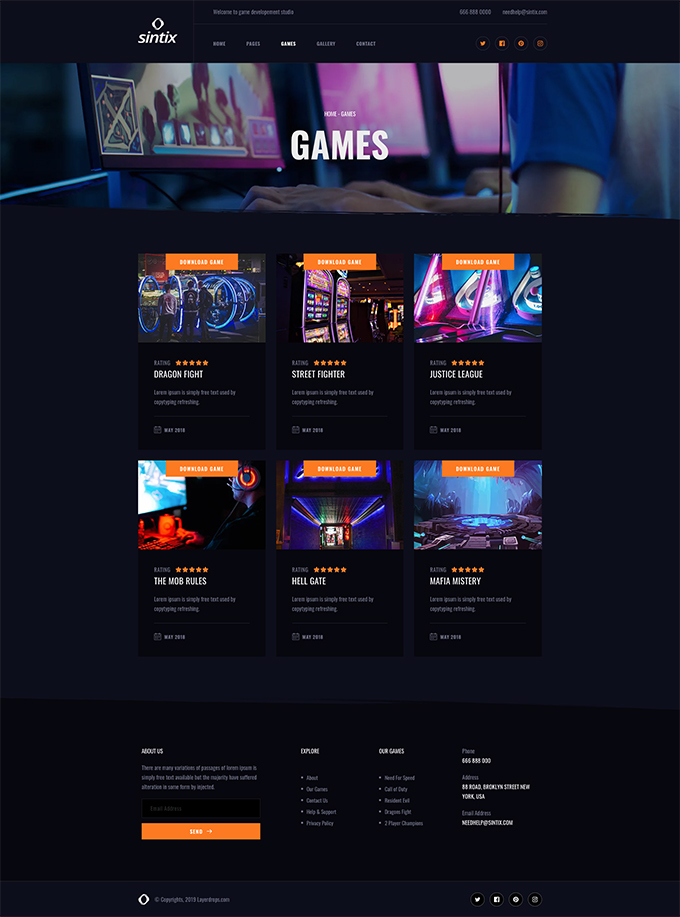 sintix
Welcome to game development studio
666 888 0000
needhelp@sintix.com
HOME
PAGES
GAMES
GALLERY
CONTACT
HOME - GAMES
GAMES
DOWNLOAD GAME
RATING
DRAGON FIGHT
Lorem ipsum is simply free text used by
copytyping refreshing.
MAY 2018
DOWNLOAD GAME
RATING
STREET FIGHTER
Lorem ipsum is simply free text used by
copytyping refreshing.
MAY 2018
DOWNLOAD GAME
RATING
JUSTICE LEAGUE
Lorem ipsum is simply free text used by
copytyping refreshing.
MAY 2018
DOWNLOAD GAME
RATING
THE MOB RULES
Lorem ipsum is simply free text used by
copytyping refreshing.
MAY 2018
DOWNLOAD GAME
RATING
HELL GATE
Lorem ipsum is simply free text used by
copytyping refreshing.
MAY 2018
DOWNLOAD GAME
RATING
MAFIA MISTERY
Lorem ipsum is simply free text used by
copytyping refreshing.
MAY 2018
ABOUT US
There are many variations of passages of lorem ipsum is
simply free text available but the majority have suffered
alteration in some form by injected.
Email Address
SEND
EXPLORE
About
Our Games
Contact Us
Help & Support
Privacy Policy
OUR GAMES
Need For Speed
Call of Duty
Resident Evil
Dragons Fight
2 Player Champions
Phone
666 888 000
Address
88 ROAD, BROKLYN STREET NEW
YORK, USA
Email Address
NEEDHELP@SINTIX.COM
© Copyrights, 2019 Layerdrops.com